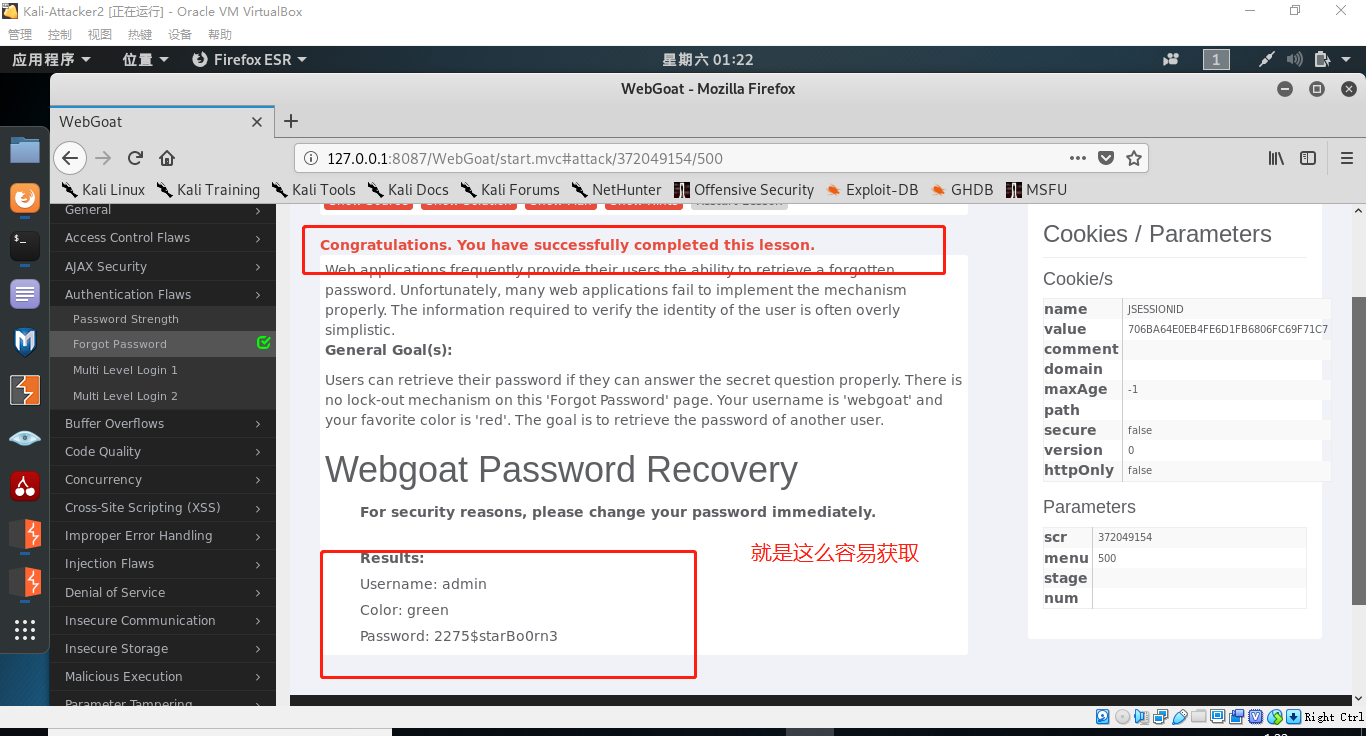 Kali-Attacker2 [正在运行] - Oracle VM VirtualBox
管理 控制 视图 热键 设备 帮助
应用程序 位置 Firefox ESR 星期六 01:22 1
WebGoat - Mozilla Firefox
WebGoat
127.0.0.1:8087/WebGoat/start.mvc#attack/372049154/500
Kali Linux Kali Training Kali Tools Kali Docs Kali Forums NetHunter Offensive Security Exploit-DB GHDB MSFU
General
Access Control Flaws
AJAX Security
Authentication Flaws
Password Strength
Forgot Password
Multi Level Login 1
Multi Level Login 2
Buffer Overflows
Code Quality
Concurrency
Cross-Site Scripting (XSS)
Improper Error Handling
Injection Flaws
Denial of Service
Insecure Communication
Insecure Storage
Malicious Execution
Parameter Tampering
Congratulations. You have successfully completed this lesson.
Web applications frequently provide their users the ability to retrieve a forgotten
password. Unfortunately, many web applications fail to implement the mechanism
properly. The information required to verify the identity of the user is often overly
simplistic.
General Goal(s):
Users can retrieve their password if they can answer the secret question properly. There is
no lock-out mechanism on this 'Forgot Password' page. Your username is 'webgoat' and
your favorite color is 'red'. The goal is to retrieve the password of another user.
Webgoat Password Recovery
For security reasons, please change your password immediately.
Results:
Username: admin
Color: green
Password: 2275$starBo0rn3
就是这么容易获取
Cookies / Parameters
Cookie/s
name JSESSIONID
value 706BA64E0EB4FE6D1FB6806FC69F71C7
comment
domain
maxAge -1
path
secure false
version 0
httpOnly false
Parameters
scr 372049154
menu 500
stage
num
Right Ctrl